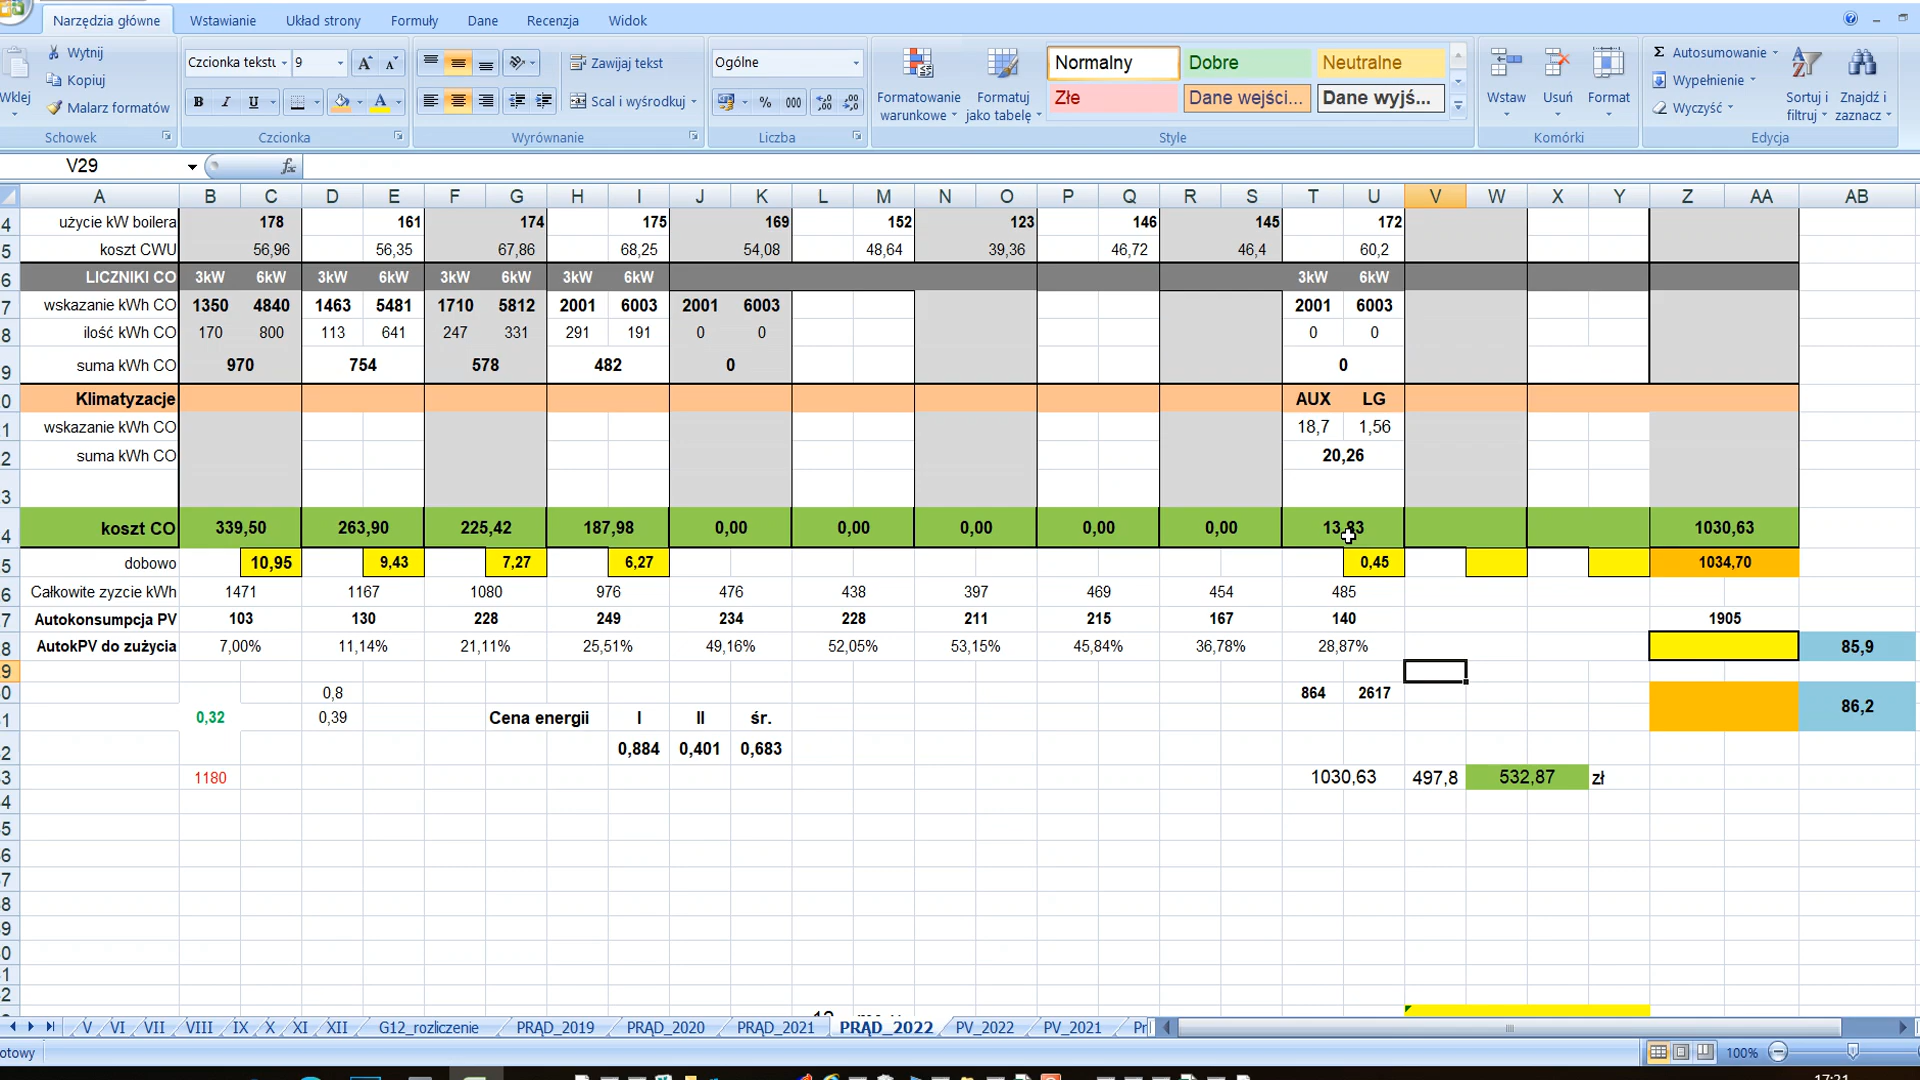 Narzędzia główne Wstawianie Układ strony Formuły Dane Recenzja Widok
Wklej Wytnij Kopiuj Malarz formatów Schowek
Czcionka tekstu 9 B I U A Czcionka
Zawijaj tekst Scal i wyśrodkuj Wyrównanie
Ogólne % 000 Liczba
Formatowanie warunkowe Formatuj jako tabelę
Normalny Dobre Neutralne
Złe Dane wejści... Dane wyjś...
Style
Wstaw Usuń Format Komórki
Autosumowanie Wypełnienie Wyczyść Sortuj i filtruj Znajdź i zaznacz Edycja
V29 fx
A B C D E F G H I J K L M N O P Q R S T U V W X Y Z AA AB
4 użycie kW boilera 178 161 174 175 169 152 123 146 145 172
5 koszt CWU 56,96 56,35 67,86 68,25 54,08 48,64 39,36 46,72 46,4 60,2
6 LICZNIKI CO 3kW 6kW 3kW 6kW 3kW 6kW 3kW 6kW 3kW 6kW
7 wskazanie kWh CO 1350 4840 1463 5481 1710 5812 2001 6003 2001 6003 2001 6003
8 ilość kWh CO 170 800 113 641 247 331 291 191 0 0 0 0
9 suma kWh CO 970 754 578 482 0 0
0 Klimatyzacje AUX LG
1 wskazanie kWh CO 18,7 1,56
2 suma kWh CO 20,26
3
4 koszt CO 339,50 263,90 225,42 187,98 0,00 0,00 0,00 0,00 0,00 13,83 1030,63
5 dobowo 10,95 9,43 7,27 6,27 0,45 1034,70
6 Całkowite zyzcie kWh 1471 1167 1080 976 476 438 397 469 454 485
7 Autokonsumpcja PV 103 130 228 249 234 228 211 215 167 140 1905
8 AutokPV do zużycia 7,00% 11,14% 21,11% 25,51% 49,16% 52,05% 53,15% 45,84% 36,78% 28,87% 85,9
9
0 0,8 864 2617 86,2
1 0,32 0,39 Cena energii I II śr.
2 0,884 0,401 0,683
3 1180 1030,63 497,8 532,87 zł
4
5
6
7
8
9
0
1
2
V VI VII VIII IX X XI XII G12_rozliczenie PRĄD_2019 PRĄD_2020 PRĄD_2021 PRĄD_2022 PV_2022 PV_2021
otowy 100%